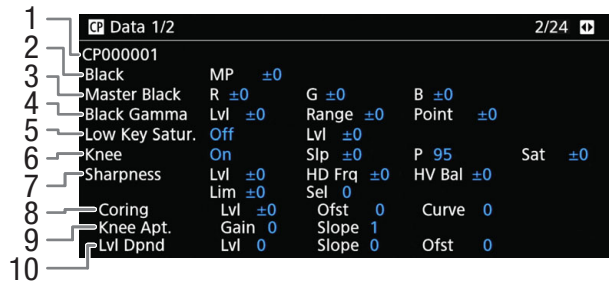 CP Data 1/2 2/24
1 CP000001
2 Black MP ±0
3 Master Black R ±0 G ±0 B ±0
4 Black Gamma Lvl ±0 Range ±0 Point ±0
5 Low Key Satur. Off Lvl ±0
6 Knee On Slp ±0 P 95 Sat ±0
7 Sharpness Lvl ±0 HD Frq ±0 HV Bal ±0
Lim ±0 Sel 0
8 Coring Lvl ±0 Ofst 0 Curve 0
9 Knee Apt. Gain 0 Slope 1
10 Lvl Dpnd Lvl 0 Slope 0 Ofst 0